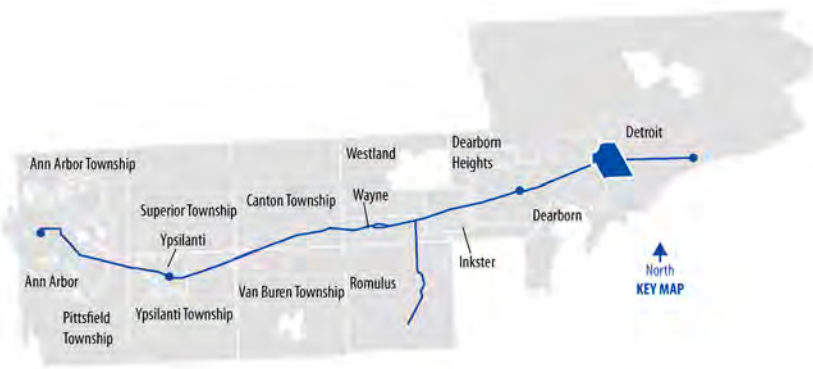 Detroit
Dearborn
Heights
Westland
Ann Arbor Township
Canton Township
Wayne
Superior Township
Dearborn
Ypsilanti
Inkster
North
KEY MAP
Ann Arbor
Romulus
Van Buren Township
Pittsfield
Township
Ypsilanti Township